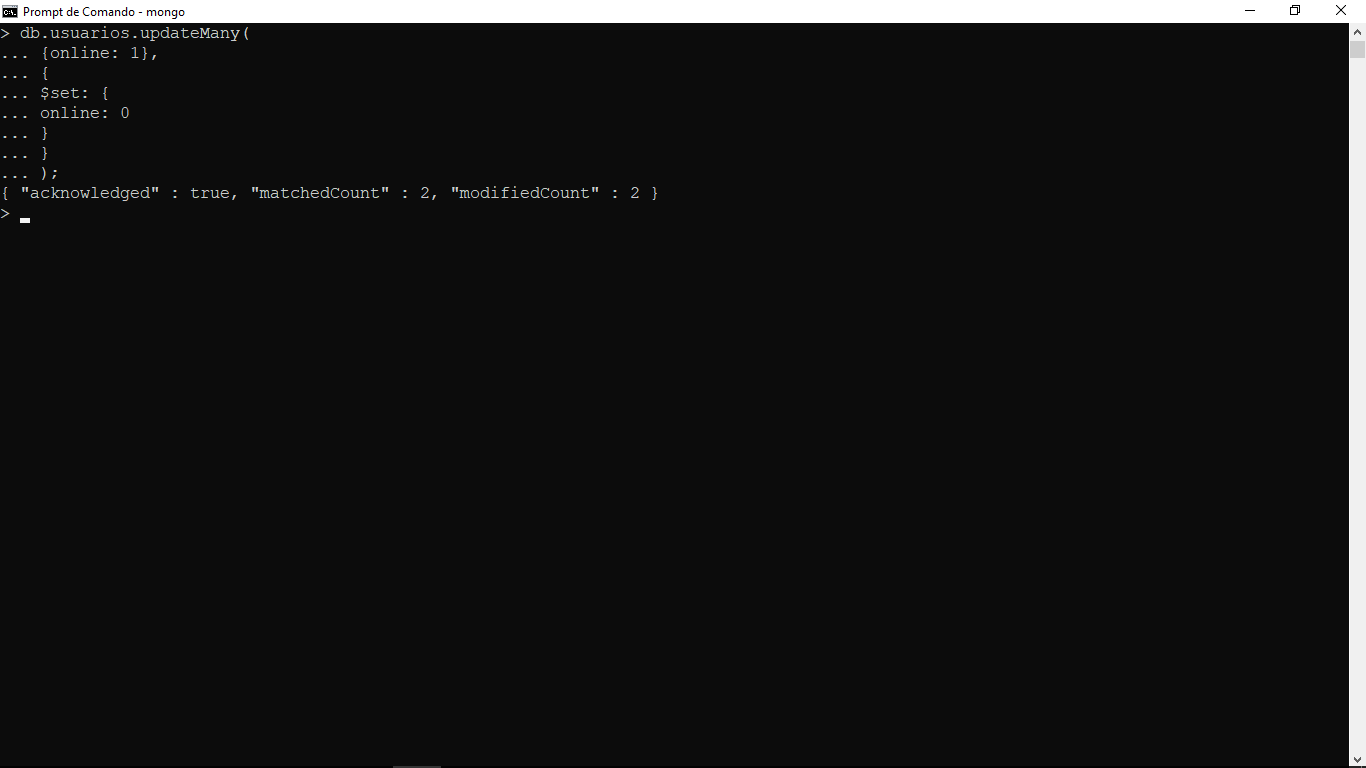 Prompt de Comando - mongo
> db.usuarios.updateMany(
... {online: 1},
... {
... $set: {
... online: 0
... }
... }
... );
{ "acknowledged" : true, "matchedCount" : 2, "modifiedCount" : 2 }
>